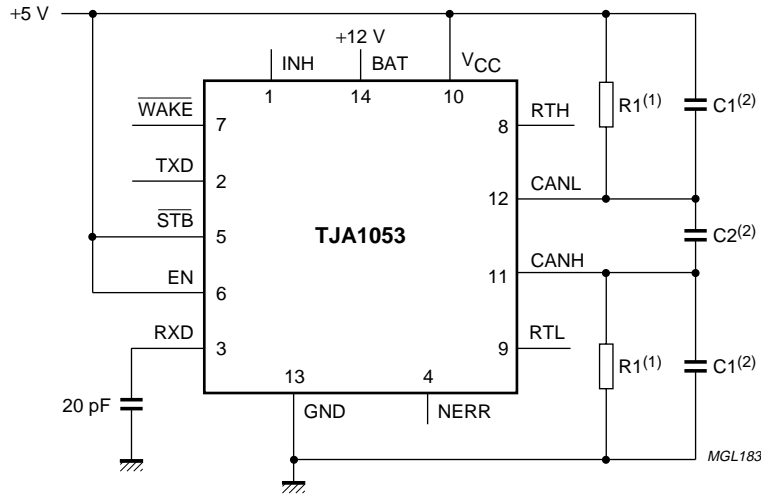 +5 V
+12 V
INH
BAT
VCC
1
14
10
WAKE
7
8
RTH
R1(1)
C1(2)
TXD
2
12
CANL
STB
5
TJA1053
C2(2)
EN
6
11
CANH
RXD
3
9
RTL
R1(1)
C1(2)
13
4
20 pF
GND
NERR
MGL183